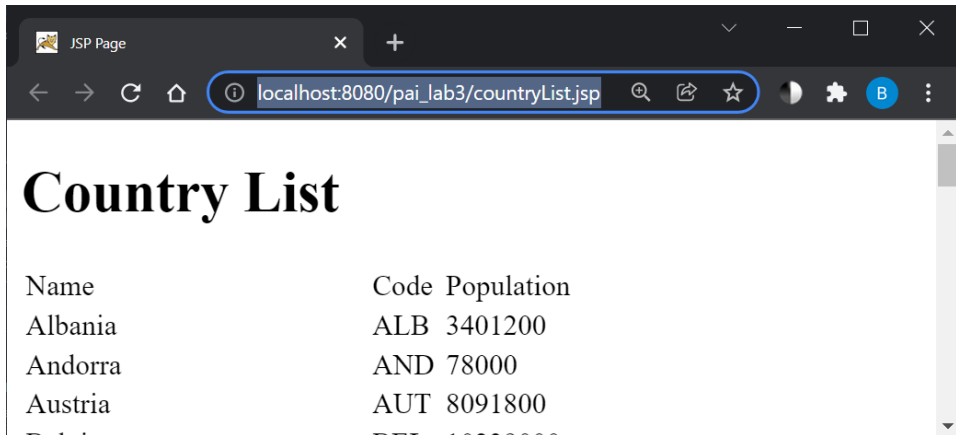 JSP Page
localhost:8080/pai_lab3/countryList.jsp
B
Country List
Name Code Population
Albania ALB 3401200
Andorra AND 78000
Austria AUT 8091800